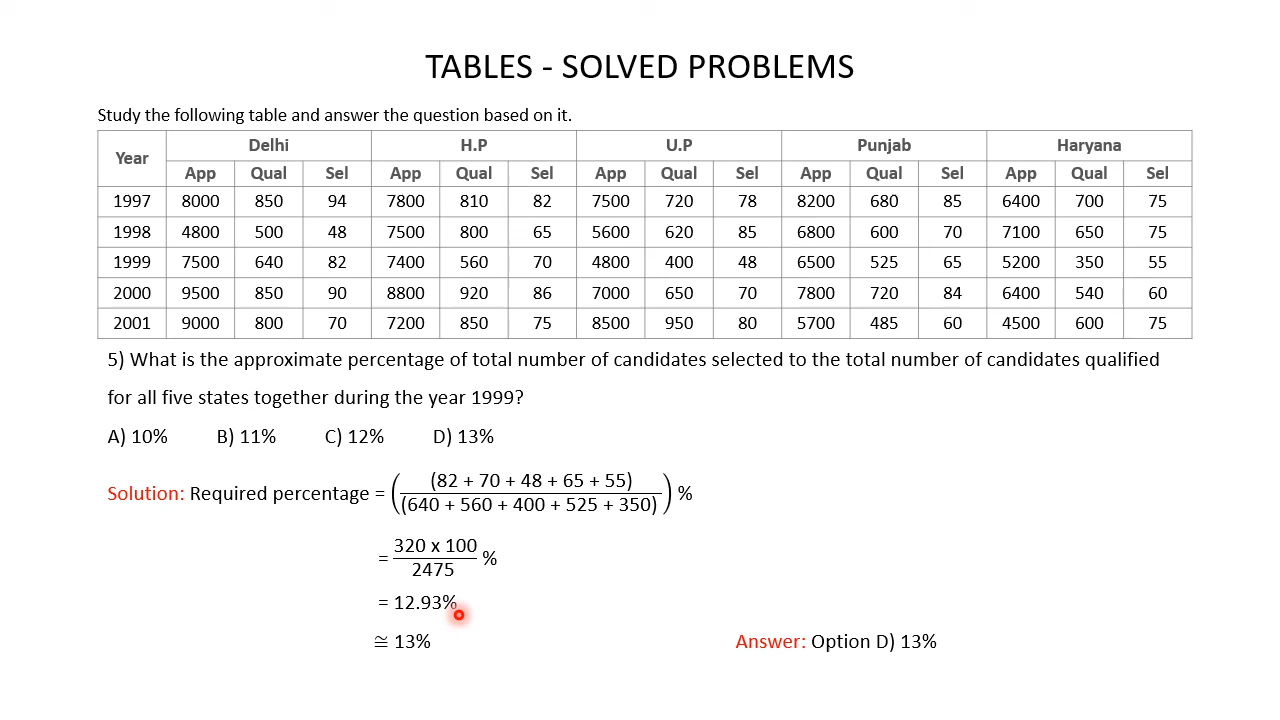 TABLES - SOLVED PROBLEMS
Study the following table and answer the question based on it.
Year Delhi H.P U.P Punjab Haryana
App Qual Sel App Qual Sel App Qual Sel App Qual Sel App Qual Sel
1997 8000 850 94 7800 810 82 7500 720 78 8200 680 85 6400 700 75
1998 4800 500 48 7500 800 65 5600 620 85 6800 600 70 7100 650 75
1999 7500 640 82 7400 560 70 4800 400 48 6500 525 65 5200 350 55
2000 9500 850 90 8800 920 86 7000 650 70 7800 720 84 6400 540 60
2001 9000 800 70 7200 850 75 8500 950 80 5700 485 60 4500 600 75
5) What is the approximate percentage of total number of candidates selected to the total number of candidates qualified
for all five states together during the year 1999?
A) 10% B) 11% C) 12% D) 13%
Solution: Required percentage = ( (82 + 70 + 48 + 65 + 55)
(640 + 560 + 400 + 525 + 350) ) %
= 320 x 100
2475 %
= 12.93%
≅ 13% Answer: Option D) 13%